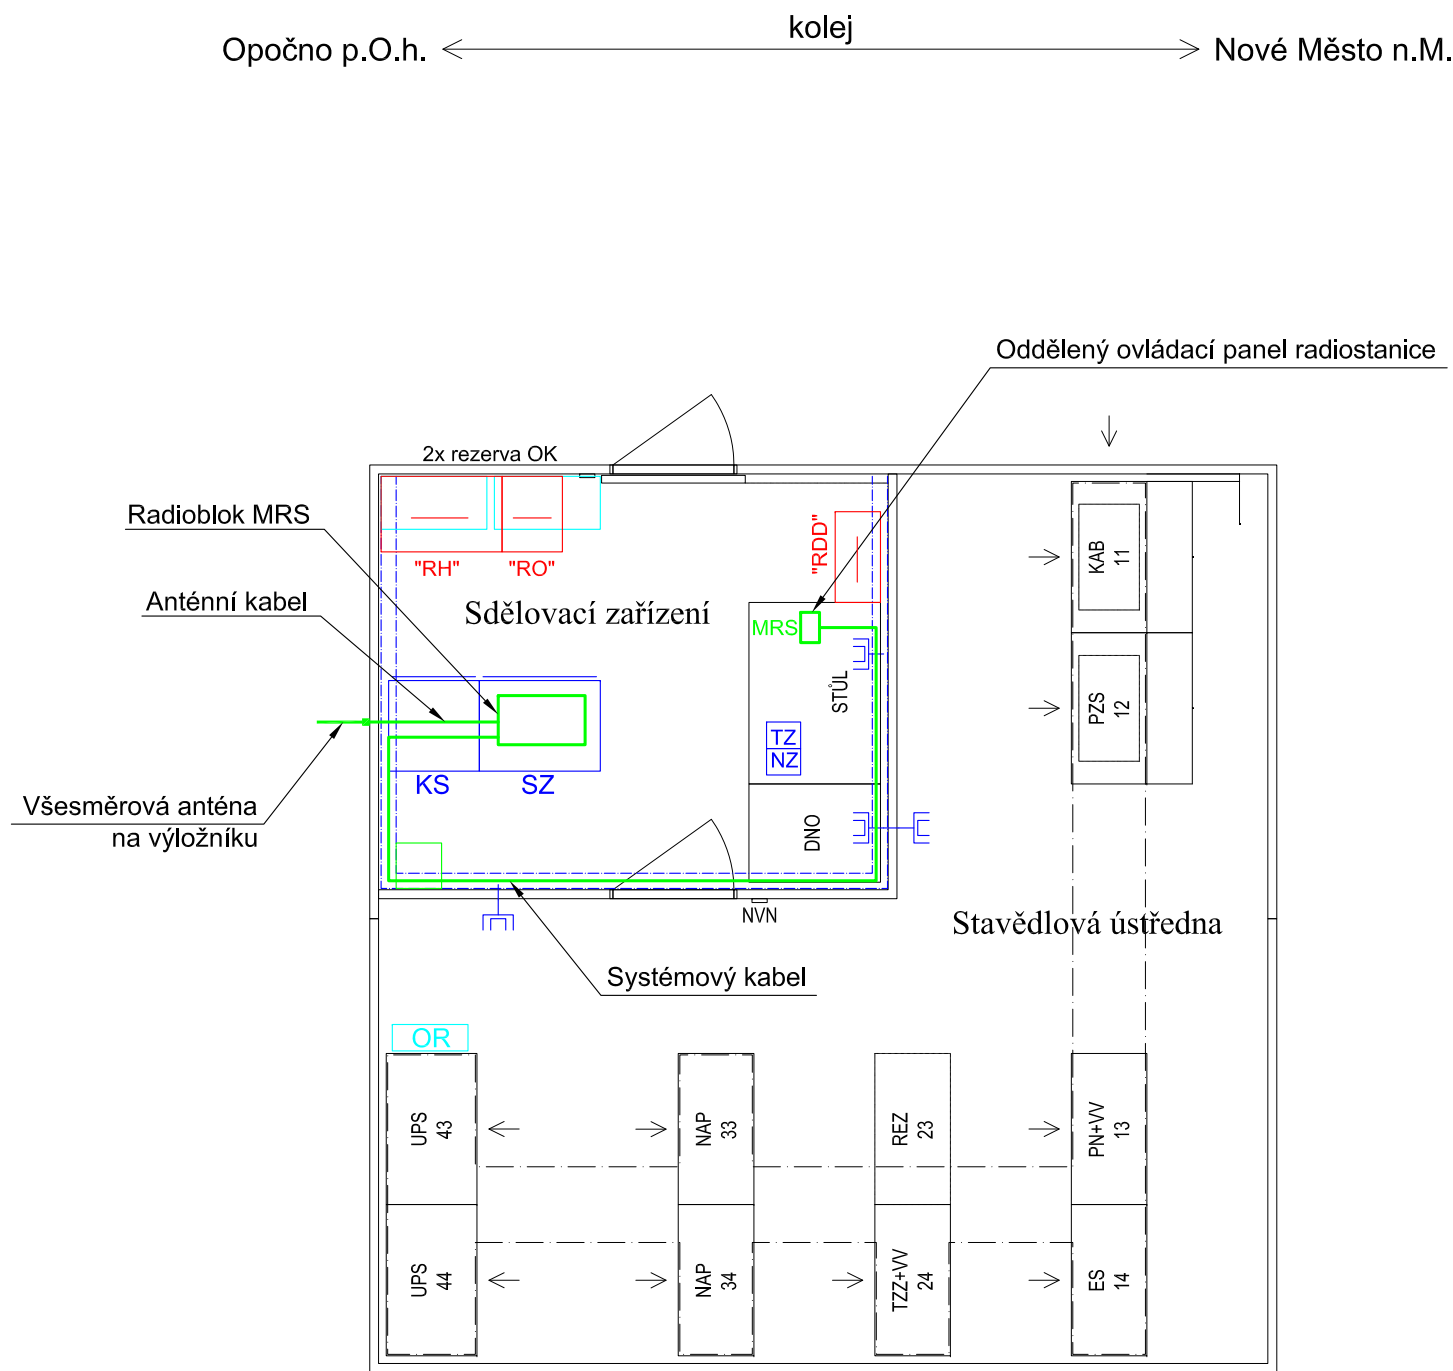 kolej
Opočno p.O.h.
Nové Město n.M.
Oddělený ovládací panel radiostanice
2x rezerva OK
Radioblok MRS
"RH"
"RO"
"RDD"
KAB
11
Anténní kabel
Sdělovací zařízení
MRS
STŮL
PZS
12
TZ
NZ
KS
SZ
Všesměrová anténa
na výložníku
DNO
NVN
Stavědlová ústředna
Systémový kabel
OR
UPS
43
NAP
33
REZ
23
PN+VV
13
UPS
44
NAP
34
TZZ+VV
24
ES
14